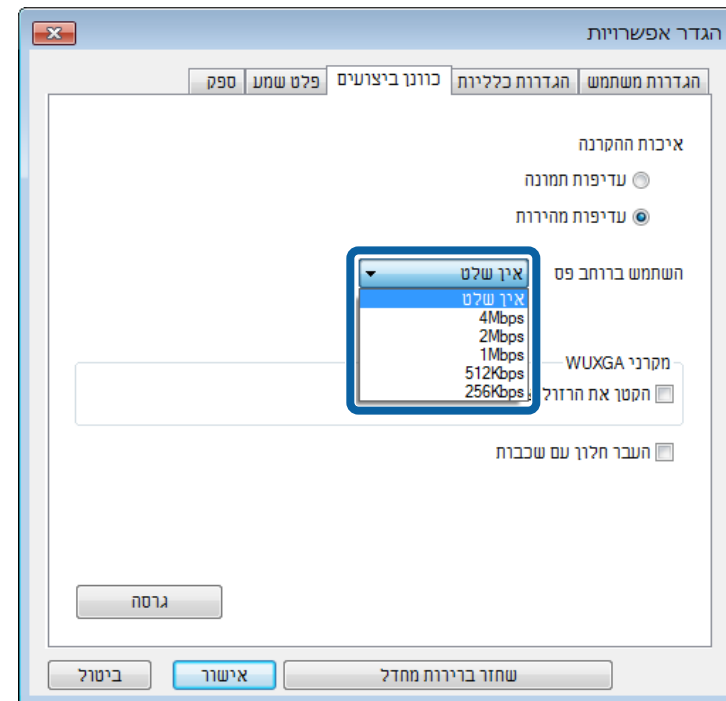 הגדר אפשרויות
הגדרות משתמש הגדרות כלליות כוונן ביצועים פלט שמע ספק
איכות ההקרנה
עדיפות תמונה
עדיפות מהירות
השתמש ברוחב פס אין שלט
אין שלט
4Mbps
2Mbps
1Mbps
512Kbps
256Kbps
מקרני WUXGA
הקטן את הרזול
העבר חלון עם שכבות
גרסה
שחזר ברירות מחדל אישור ביטול